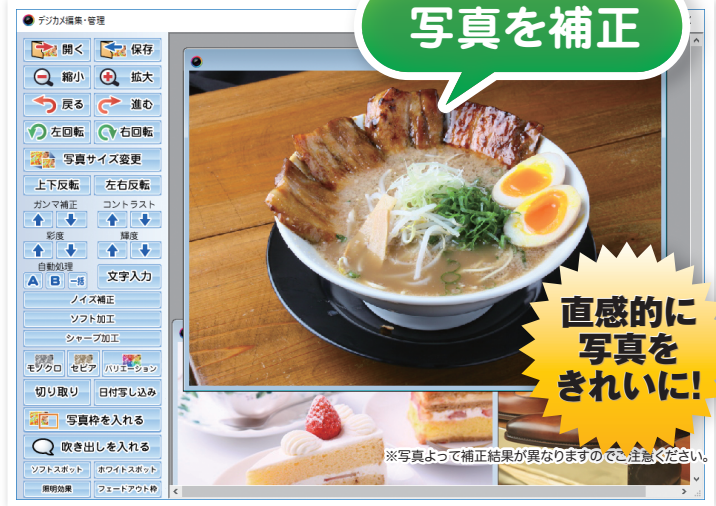 写真を補正
デジカメ編集・管理
開く 保存
縮小 拡大
戻る 進む
左回転 右回転
写真サイズ変更
上下反転 左右反転
ガンマ補正 コントラスト
彩度 輝度
自動処理
A B 一括 文字入力
ノイズ補正
ソフト加工
シャープ加工
モノクロ セピア バリエーション
切り取り 日付写し込み
写真枠を入れる
吹き出しを入れる
ソフトスポット ホワイトスポット
照明効果 フェードアウト枠
直感的に
写真を
きれいに!
※写真よって補正結果が異なりますのでご注意ください。